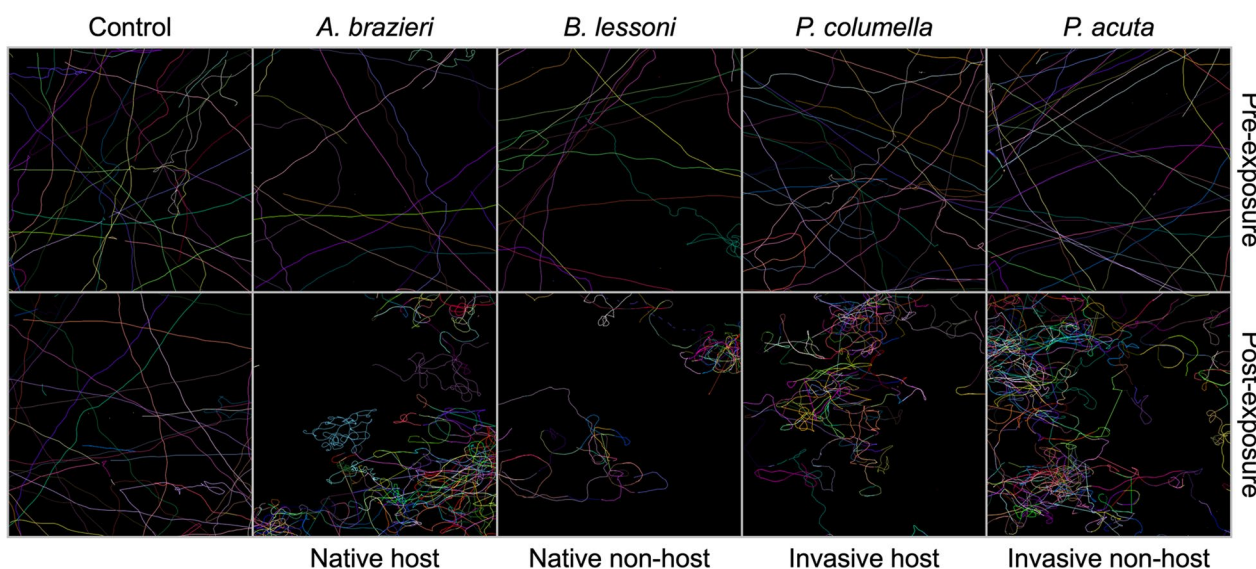 Control
A. brazieri
B. lessoni
P. columella
P. acuta
Pre-exposure
Post-exposure
Native host
Native non-host
Invasive host
Invasive non-host